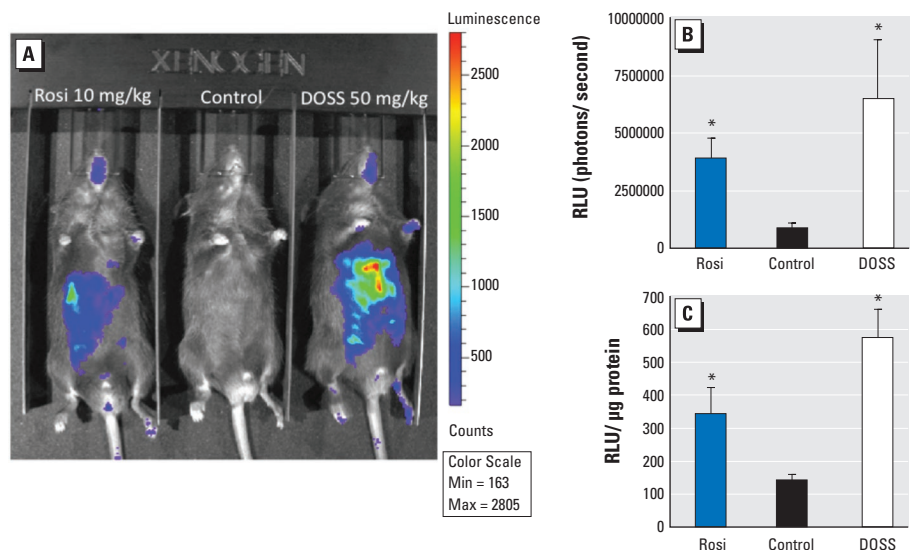 A
XENXEN XENXEN
Rosi 10 mg/kg
Control
DOSS 50 mg/kg
Luminescence
2500
2000
1500
1000
500
Counts
Color Scale
Min = 163
Max = 2805
B
RLU (photons/ second)
10000000
7500000
5000000
2500000
0
*
*
Rosi
Control
DOSS
C
RLU/ µg protein
700
600
500
400
300
200
100
0
*
*
Rosi
Control
DOSS